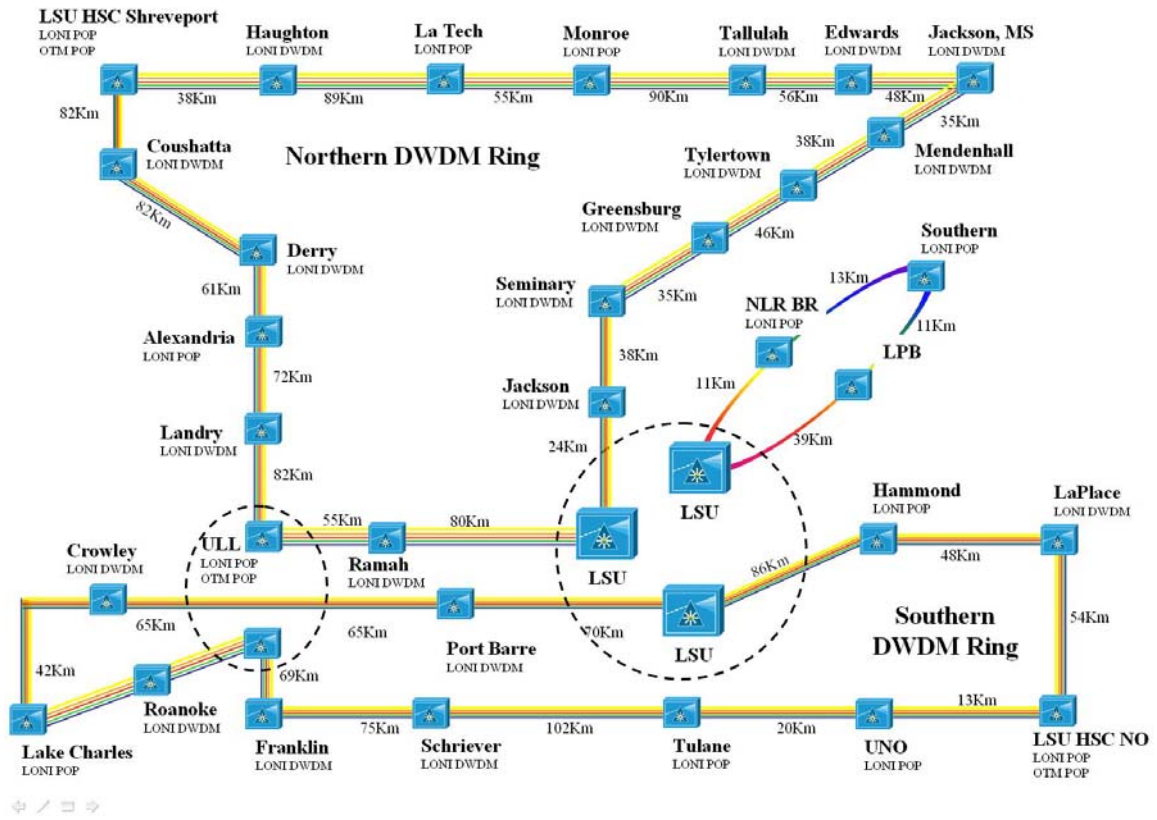 LSU HSC Shreveport
LONI POP
OTM POP
Haughton
LONI DWDM
La Tech
LONI POP
Monroe
LONI POP
Tallulah
LONI DWDM
Edwards
LONI DWDM
Jackson, MS
LONI DWDM
38Km
89Km
55Km
90Km
56Km
48Km
82Km
35Km
Coushatta
LONI DWDM
Northern DWDM Ring
38Km
Mendenhall
LONI DWDM
Tylertown
LONI DWDM
82Km
Greensburg
LONI DWDM
46Km
Southern
LONI POP
Derry
LONI DWDM
13Km
61Km
Seminary
LONI DWDM
35Km
NLR BR
LONI POP
11Km
Alexandria
LONI POP
38Km
LPB
72Km
Jackson
LONI DWDM
11Km
Landry
LONI DWDM
24Km
39Km
82Km
LSU
Hammond
LONI POP
LaPlace
LONI DWDM
55Km
80Km
ULL
LONI POP
OTM POP
Crowley
LONI DWDM
Ramah
LONI DWDM
LSU
86Km
48Km
65Km
65Km
70Km
Southern
DWDM Ring
54Km
Port Barre
LONI DWDM
LSU
42Km
69Km
Roanoke
LONI DWDM
13Km
75Km
102Km
20Km
Lake Charles
LONI POP
Franklin
LONI DWDM
Schriever
LONI DWDM
Tulane
LONI POP
UNO
LONI POP
LSU HSC NO
LONI POP
OTM POP